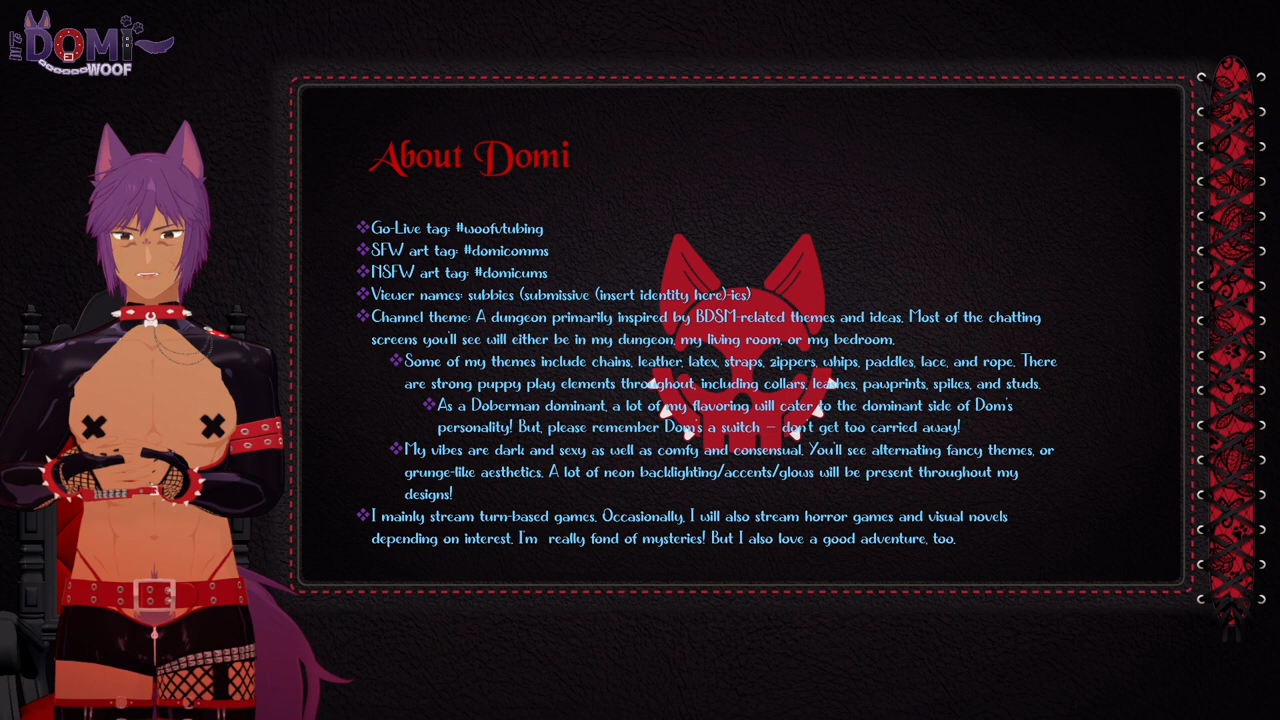 Mr DOMI
WOOF
About Domi
❖Go-Live tag: #woofvtubing
❖SFW art tag: #domicomms
❖NSFW art tag: #domicums
❖Viewer names: subbies (submissive (insert identity here)-ies)
❖Channel theme: A dungeon primarily inspired by BDSM-related themes and ideas. Most of the chatting
screens you'll see will either be in my dungeon, my living room, or my bedroom.
❖Some of my themes include chains, leather, latex, straps, zippers, whips, paddles, lace, and rope. There
are strong puppy play elements throughout, including collars, leashes, pawprints, spikes, and studs.
❖As a Doberman dominant, a lot of my flavoring will cater to the dominant side of Dom's
personality! But, please remember Dom's a switch – don't get too carried away!
❖My vibes are dark and sexy as well as comfy and consensual. You'll see alternating fancy themes, or
grunge-like aesthetics. A lot of neon backlighting/accents/glows will be present throughout my
designs!
❖I mainly stream turn-based games. Occasionally, I will also stream horror games and visual novels
depending on interest. I'm really fond of mysteries! But I also love a good adventure, too.